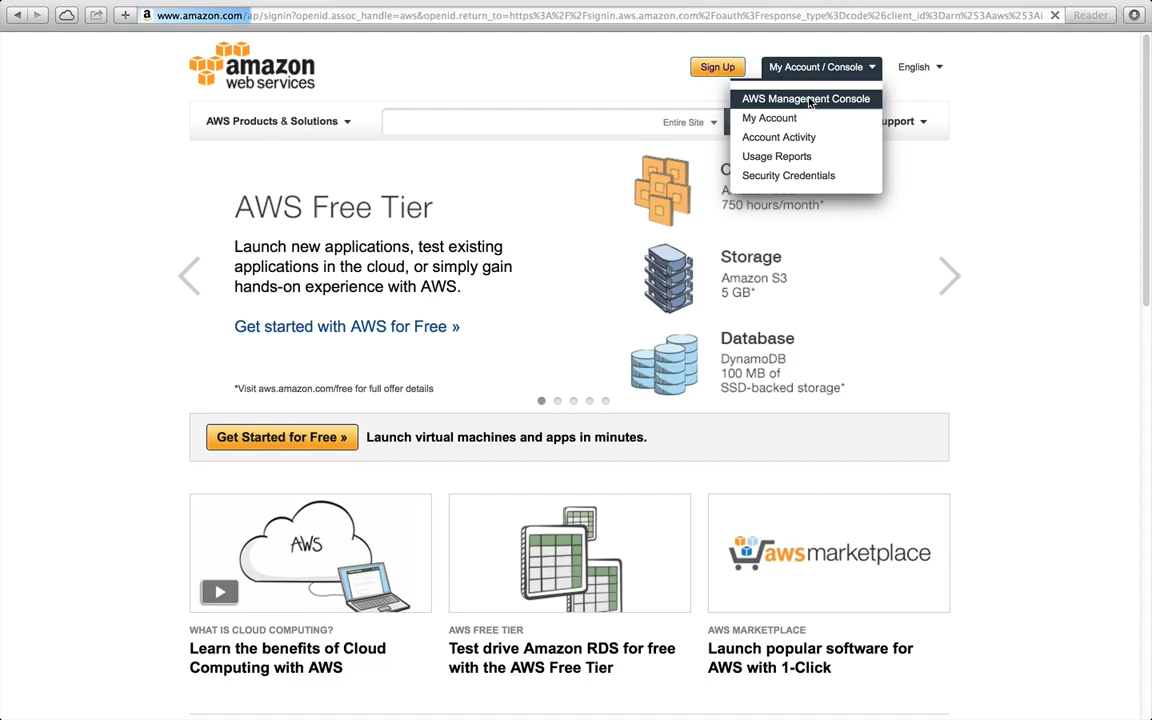 www.amazon.com/ap/signin?openid.assoc_handle=aws&openid.return_to=https%3A%2F%2Fsignin.aws.amazon.com%2Foauth%3Fresponse_type%3Dcode%26client_id%3Darn%253Aaws%253Ai
Reader
amazon
web services
Sign Up
My Account / Console
English
AWS Management Console
My Account
Account Activity
Usage Reports
Security Credentials
AWS Products & Solutions
Entire Site
upport
AWS Free Tier
Launch new applications, test existing
applications in the cloud, or simply gain
hands-on experience with AWS.
Get started with AWS for Free »
*Visit aws.amazon.com/free for full offer details
750 hours/month*
Storage
Amazon S3
5 GB*
Database
DynamoDB
100 MB of
SSD-backed storage*
Get Started for Free »
Launch virtual machines and apps in minutes.
AWS
awsmarketplace
WHAT IS CLOUD COMPUTING?
Learn the benefits of Cloud
Computing with AWS
AWS FREE TIER
Test drive Amazon RDS for free
with the AWS Free Tier
AWS MARKETPLACE
Launch popular software for
AWS with 1-Click